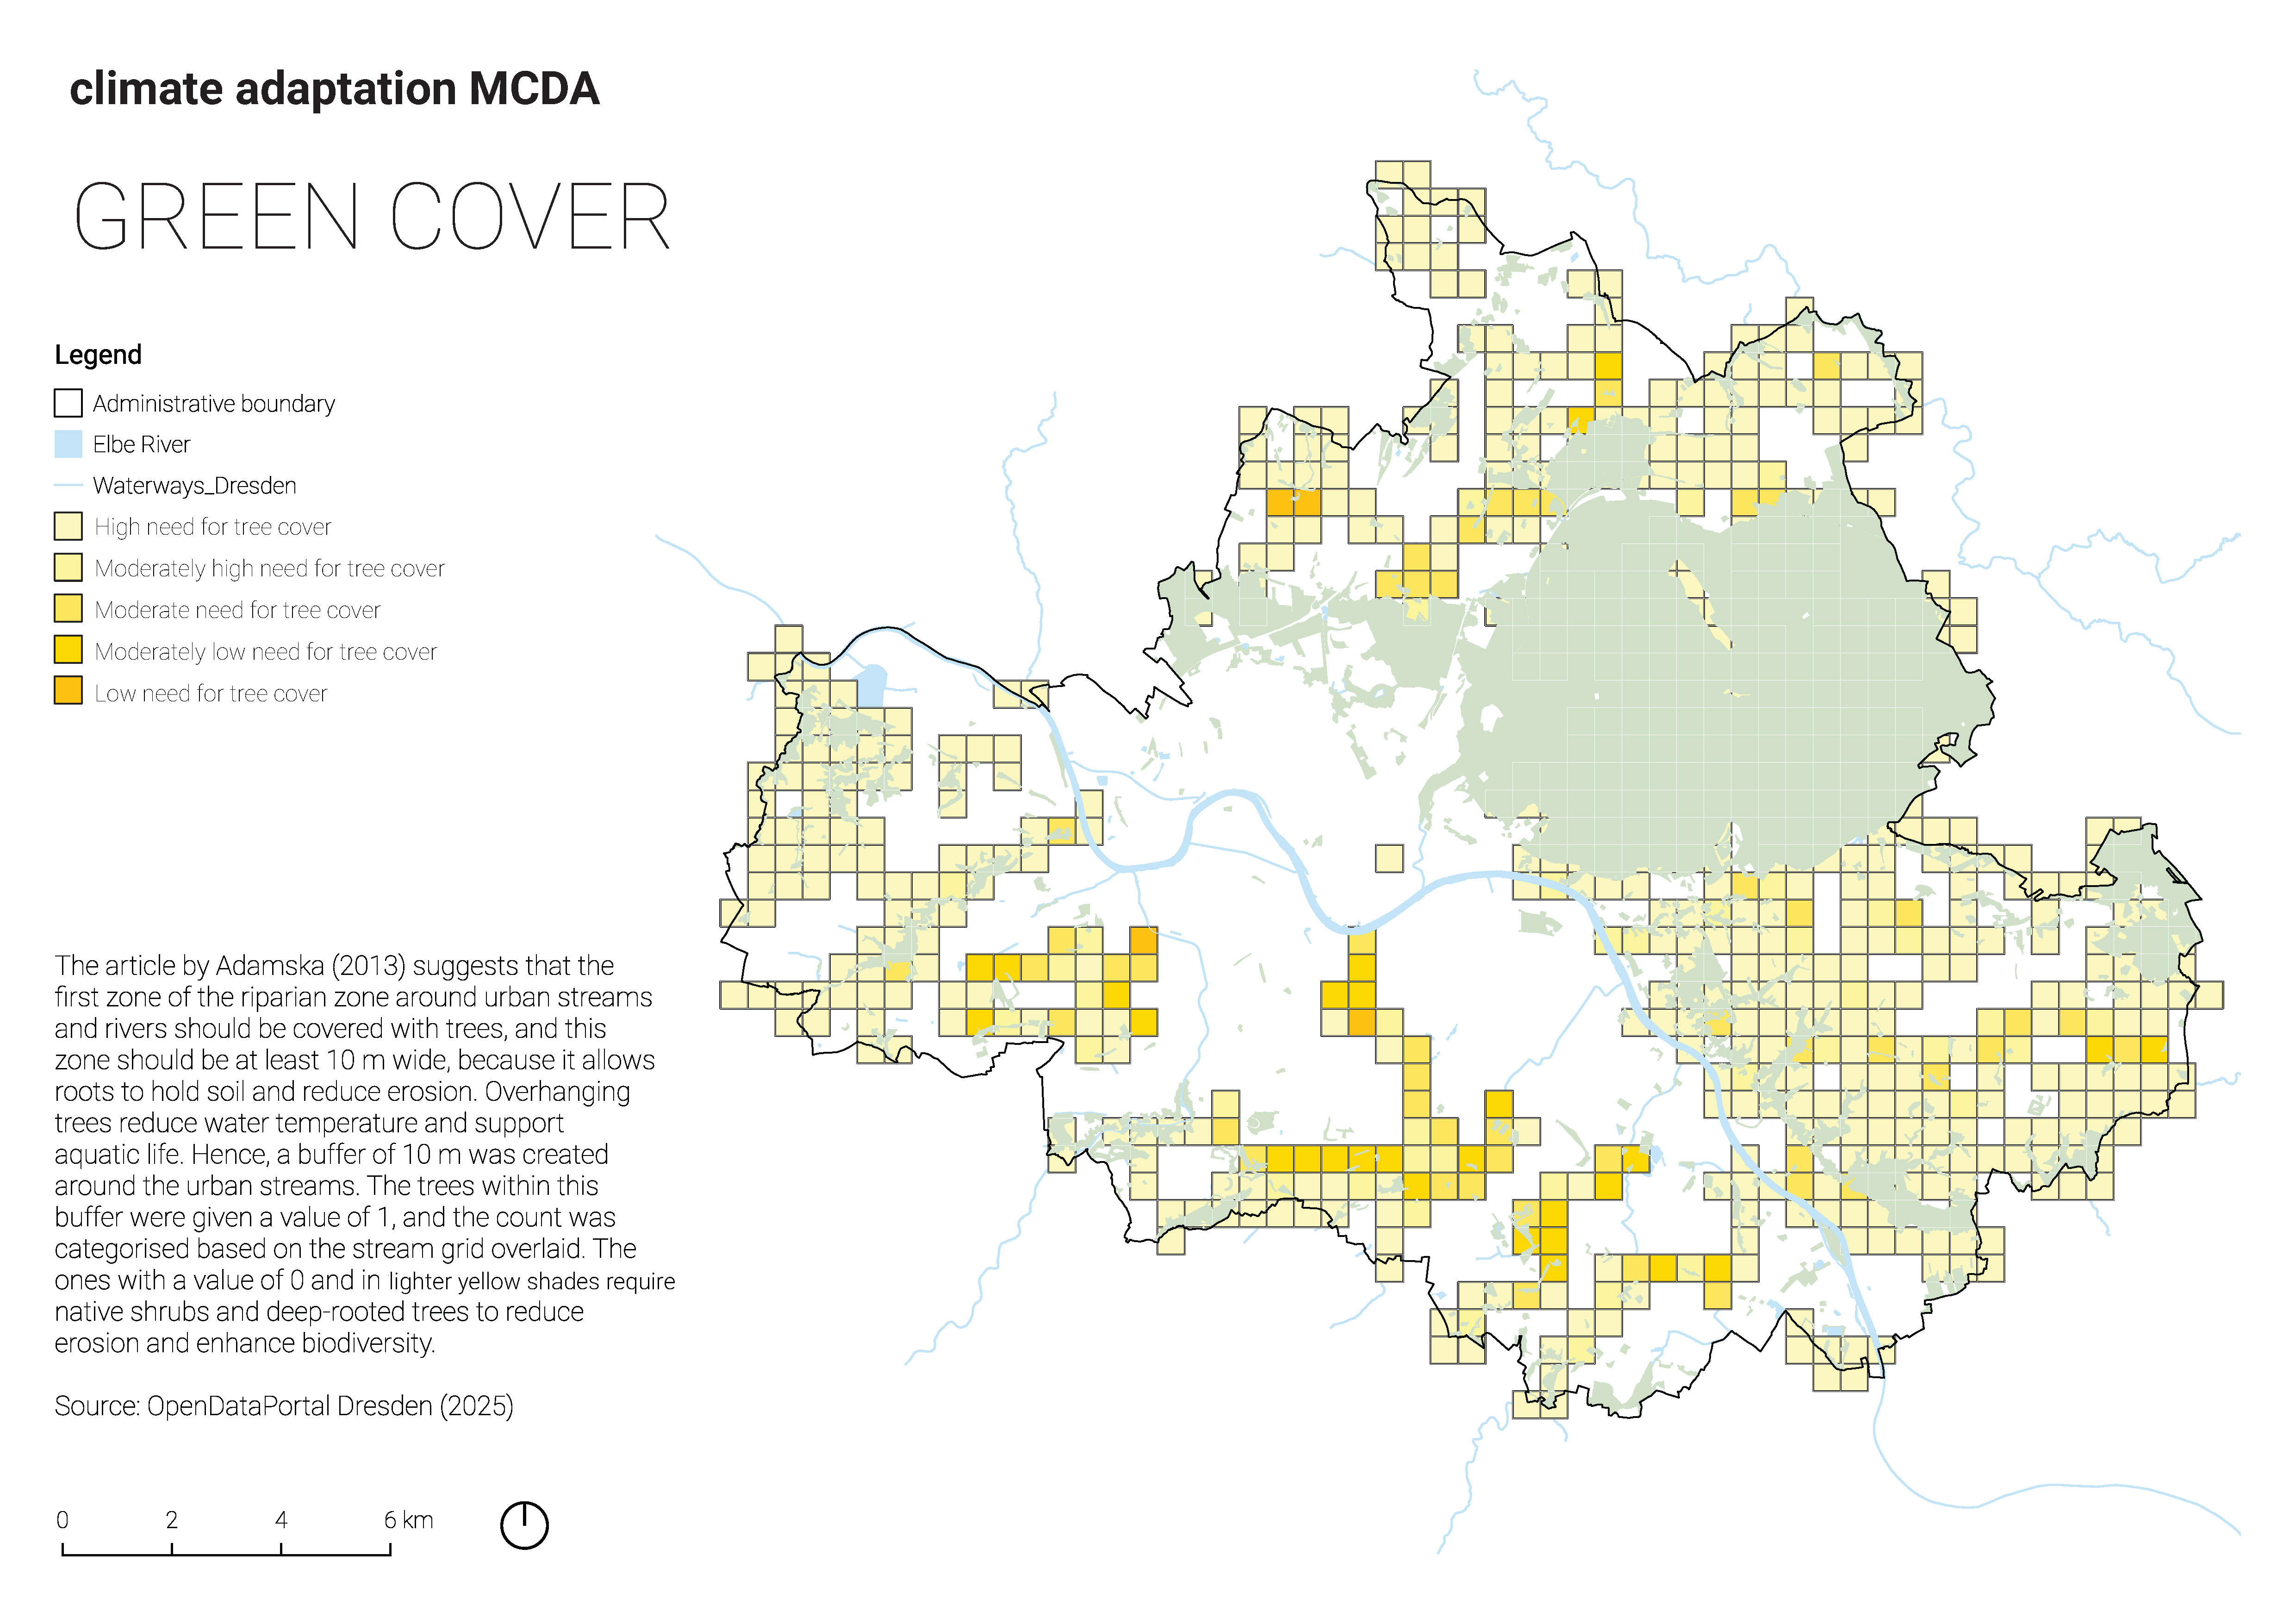 climate adaptation MCDA
GREEN COVER
Legend
Administrative boundary
Elbe River
Waterways_Dresden
High need for tree cover
Moderately high need for tree cover
Moderate need for tree cover
Moderately low need for tree cover
Low need for tree cover
The article by Adamska (2013) suggests that the
first zone of the riparian zone around urban streams
and rivers should be covered with trees, and this
zone should be at least 10 m wide, because it allows
roots to hold soil and reduce erosion. Overhanging
trees reduce water temperature and support
aquatic life. Hence, a buffer of 10 m was created
around the urban streams. The trees within this
buffer were given a value of 1, and the count was
categorised based on the stream grid overlaid. The
ones with a value of 0 and in lighter yellow shades require
native shrubs and deep-rooted trees to reduce
erosion and enhance biodiversity.
Source: OpenDataPortal Dresden (2025)
0 2 4 6 km